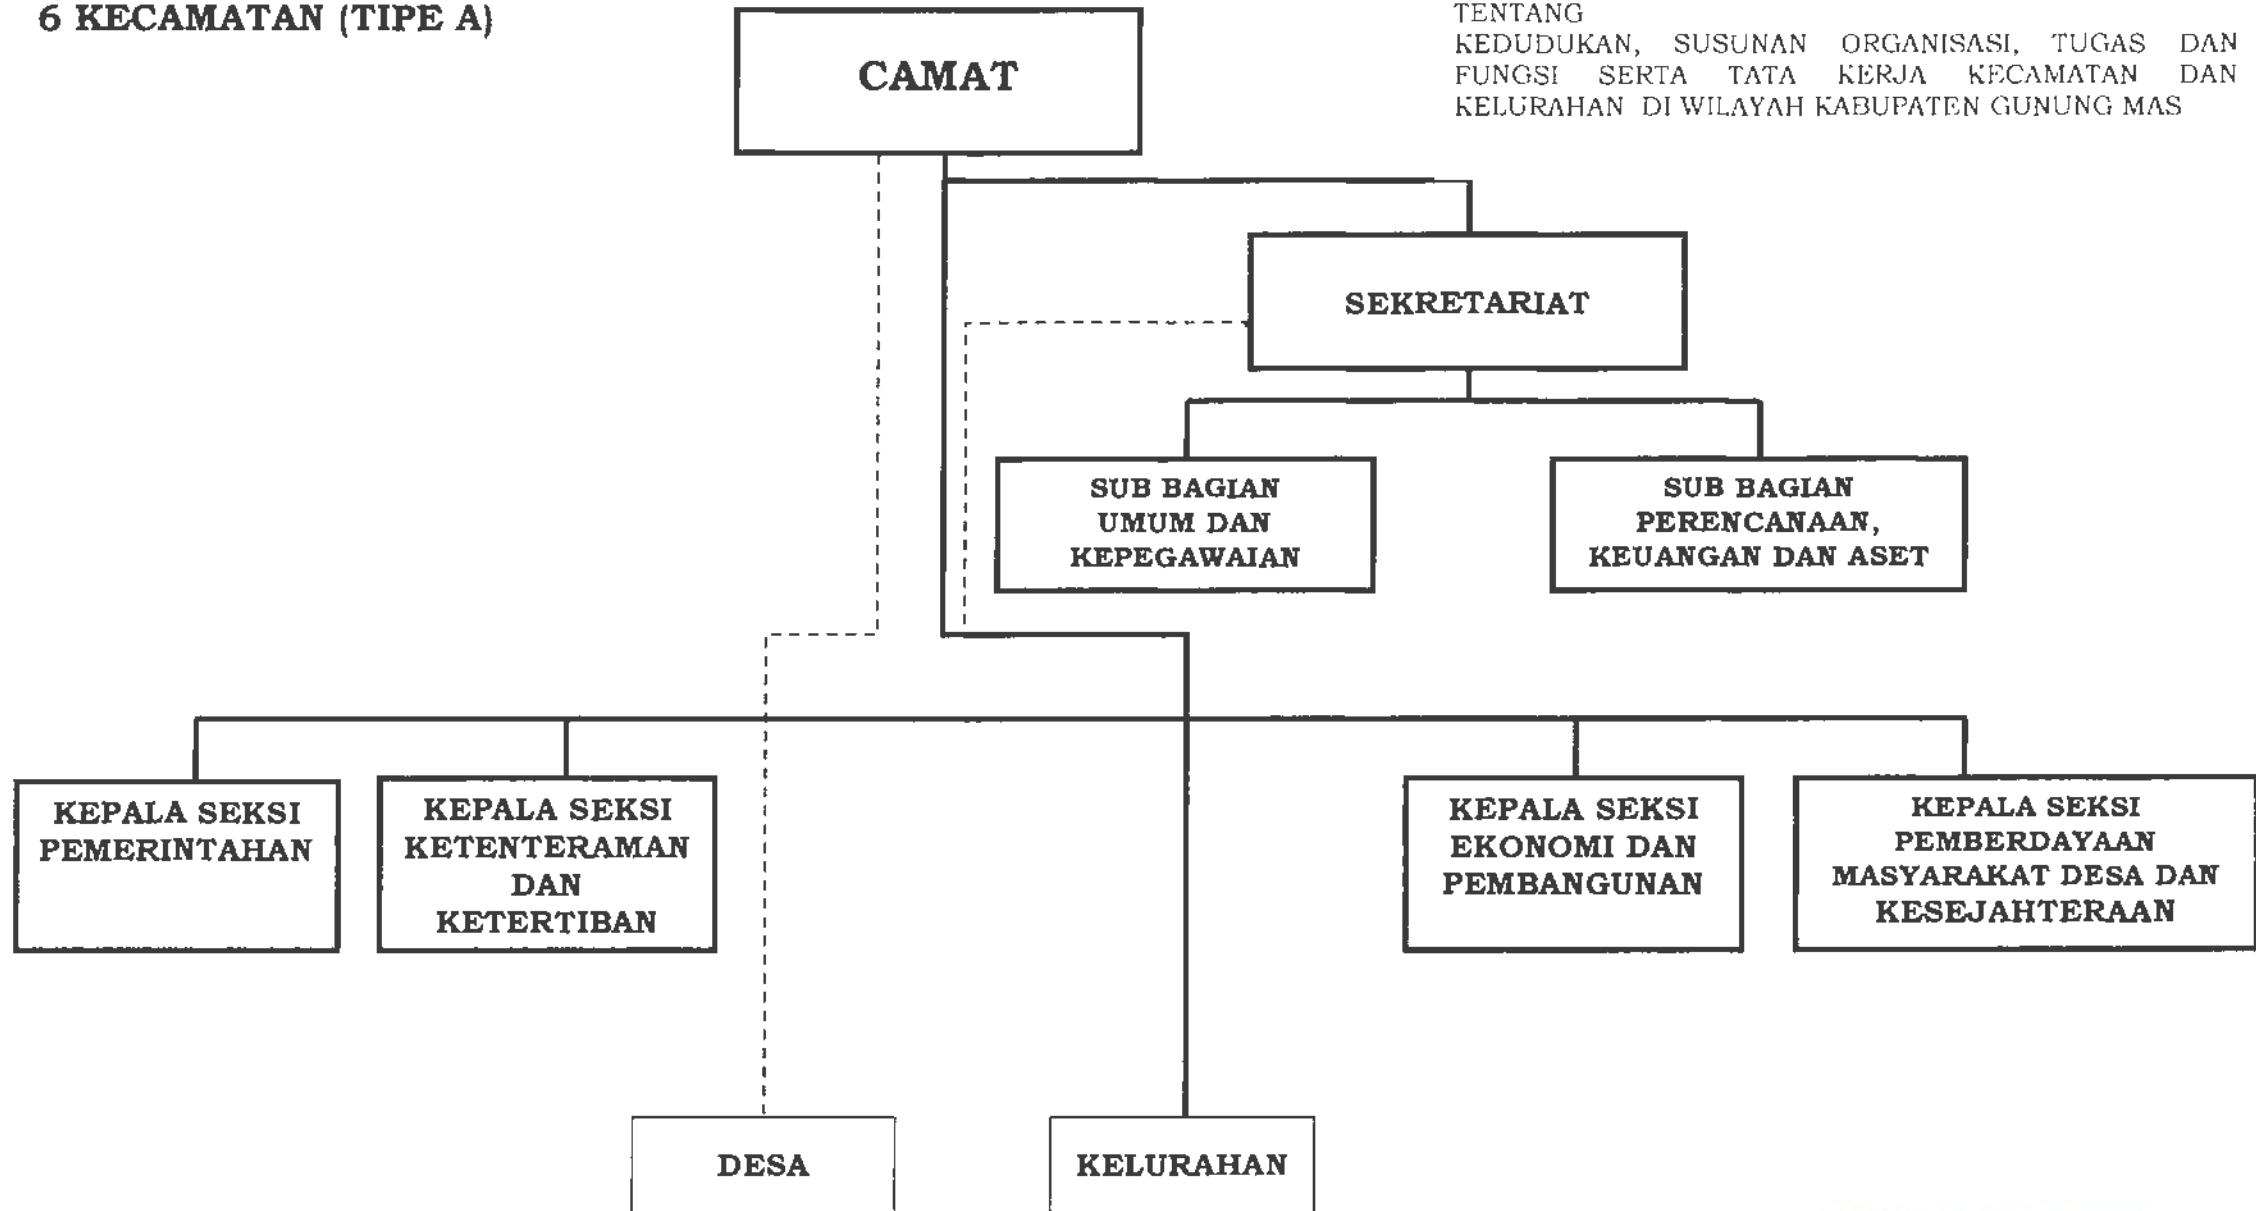 6 KECAMATAN (TIPE A)
TENTANG
KEDUDUKAN, SUSUNAN ORGANISASI, TUGAS DAN
FUNGSI SERTA TATA KERJA KECAMATAN DAN
KELURAHAN DI WILAYAH KABUPATEN GUNUNG MAS
CAMAT
SEKRETARIAT
SUB BAGIAN
UMUM DAN
KEPEGAWAIAN
SUB BAGIAN
PERENCANAAN,
KEUANGAN DAN ASET
KEPALA SEKSI
PEMERINTAHAN
KEPALA SEKSI
KETENTERAMAN
DAN
KETERTIBAN
KEPALA SEKSI
EKONOMI DAN
PEMBANGUNAN
KEPALA SEKSI
PEMBERDAYAAN
MASYARAKAT DESA DAN
KESEJAHTERAAN
DESA
KELURAHAN